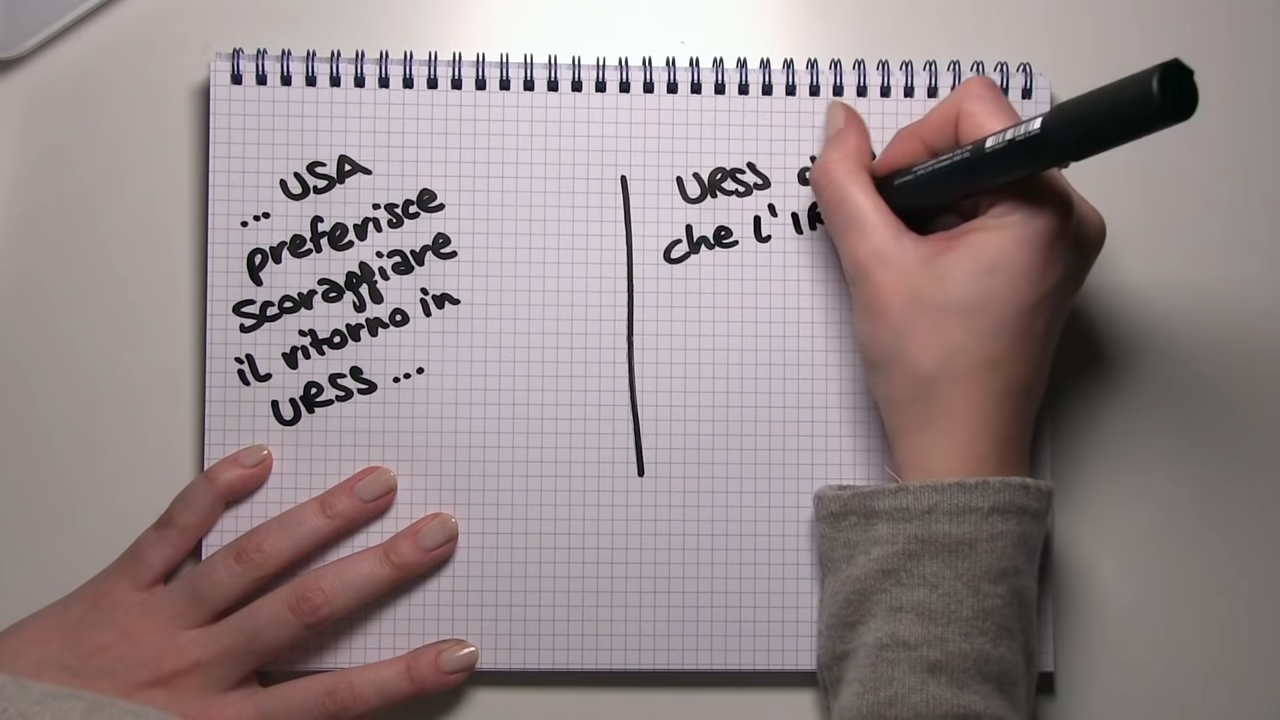 ... USA
preferisce
scoraggiare
il ritorno in
URSS ...
URSS
che l'